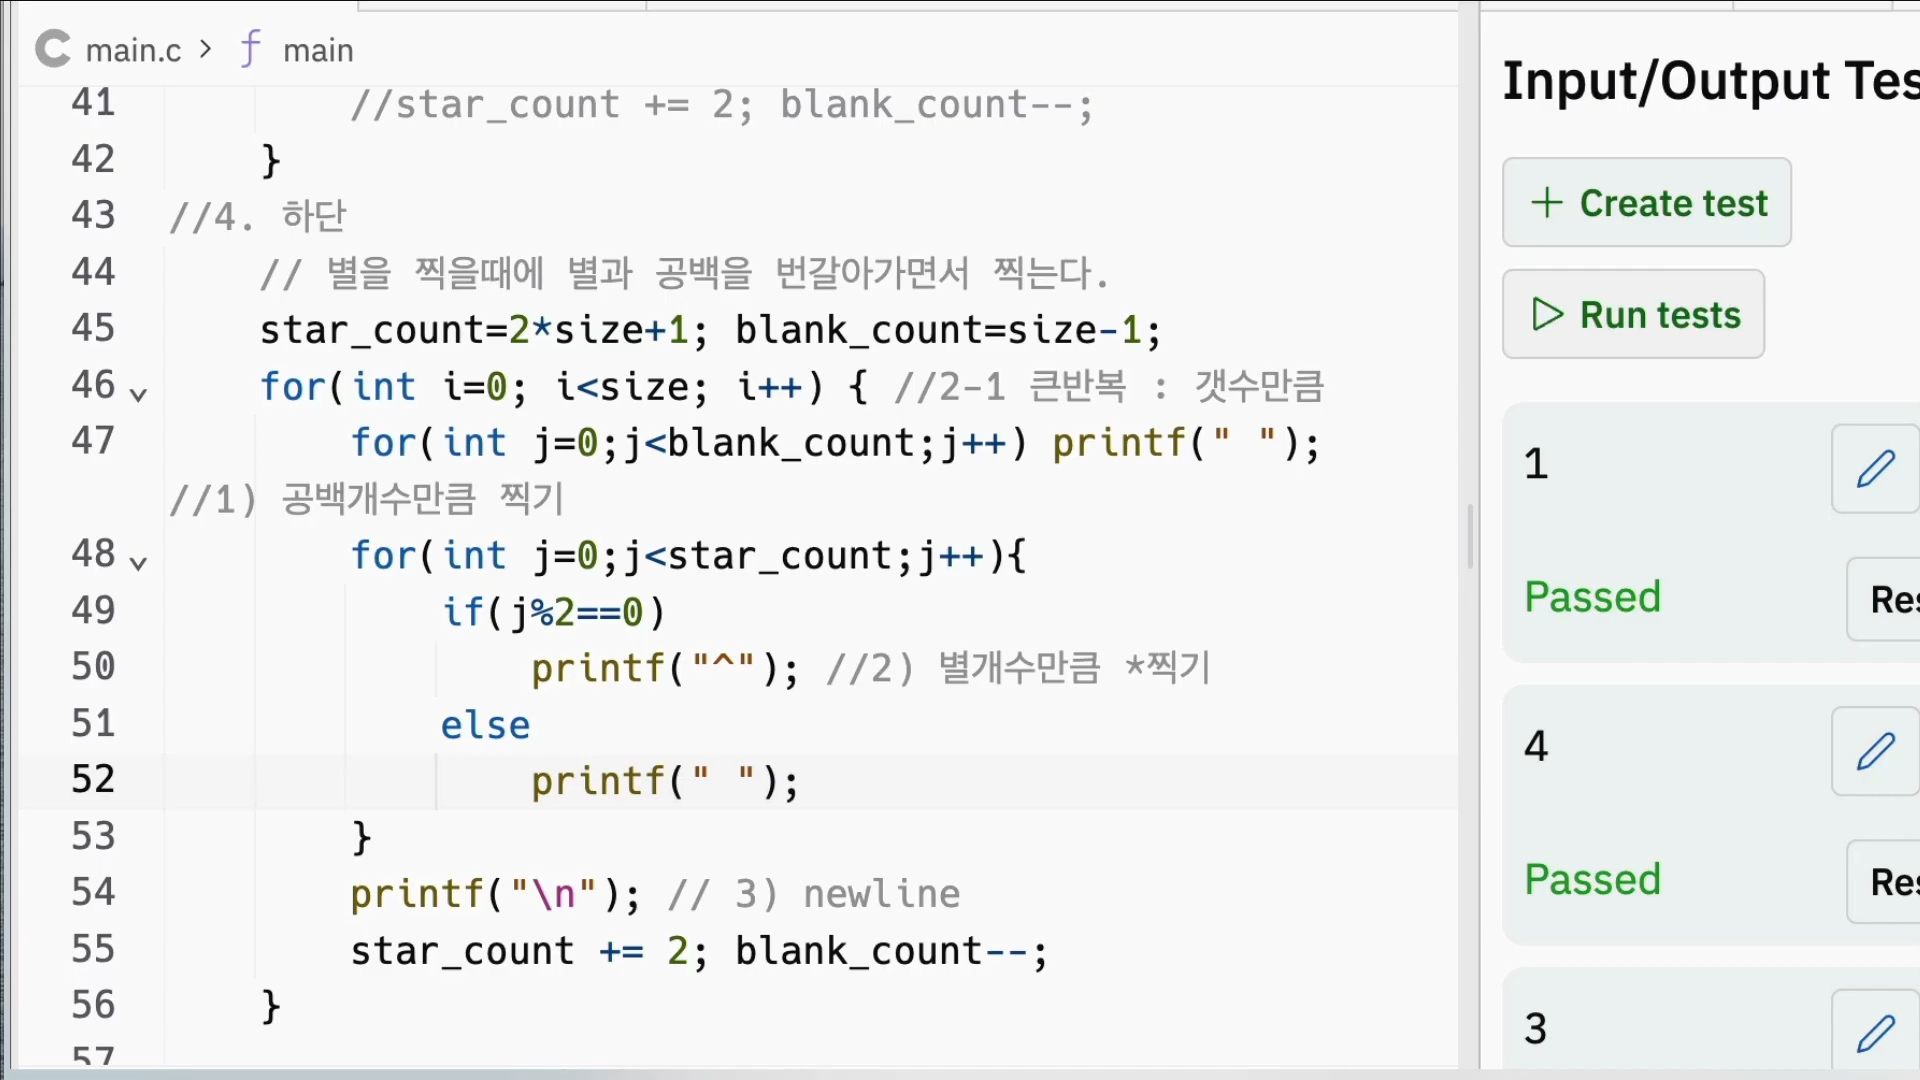 main.c > f main
41 //star_count += 2; blank_count--;
42 }
43 //4. 하단
44 // 별을 찍을때에 별과 공백을 번갈아가면서 찍는다.
45 star_count=2*size+1; blank_count=size-1;
46 for(int i=0; i<size; i++) { //2-1 큰반복 : 갯수만큼
47 for(int j=0;j<blank_count;j++) printf(" ");
//1) 공백개수만큼 찍기
48 for(int j=0;j<star_count;j++){
49 if(j%2==0)
50 printf("^"); //2) 별개수만큼 *찍기
51 else
52 printf(" ");
53 }
54 printf("\n"); // 3) newline
55 star_count += 2; blank_count--;
56 }
57
Input/Output Tes
+ Create test
Run tests
1
Passed Res
4
Passed Res
3